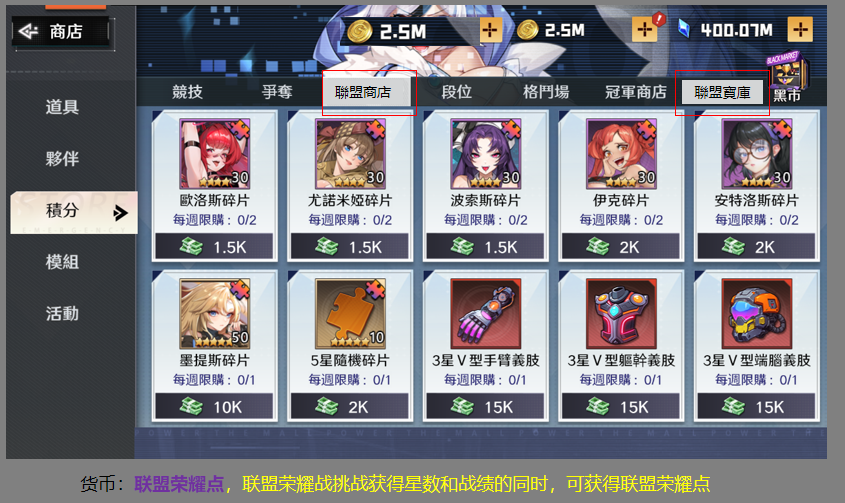 商店
2.5M
2.5M
400.07M
BLACK MARKET
黑市
競技
爭奪
聯盟商店
段位
格鬥場
冠軍商店
聯盟寶庫
道具
夥伴
積分
模組
活動
30
30
30
30
30
歐洛斯碎片
尤諾米婭碎片
波索斯碎片
伊克碎片
安特洛斯碎片
每週限購：0/2
每週限購：0/2
每週限購：0/2
每週限購：0/2
每週限購：0/2
1.5K
1.5K
1.5K
2K
2K
50
10
墨提斯碎片
5星隨機碎片
3星Ⅴ型手臂義肢
3星Ⅴ型軀幹義肢
3星Ⅴ型端腦義肢
每週限購：0/1
每週限購：0/1
每週限購：0/1
每週限購：0/1
每週限購：0/1
10K
2K
15K
15K
15K
货币：联盟荣耀点，联盟荣耀战挑战获得星数和战绩的同时，可获得联盟荣耀点